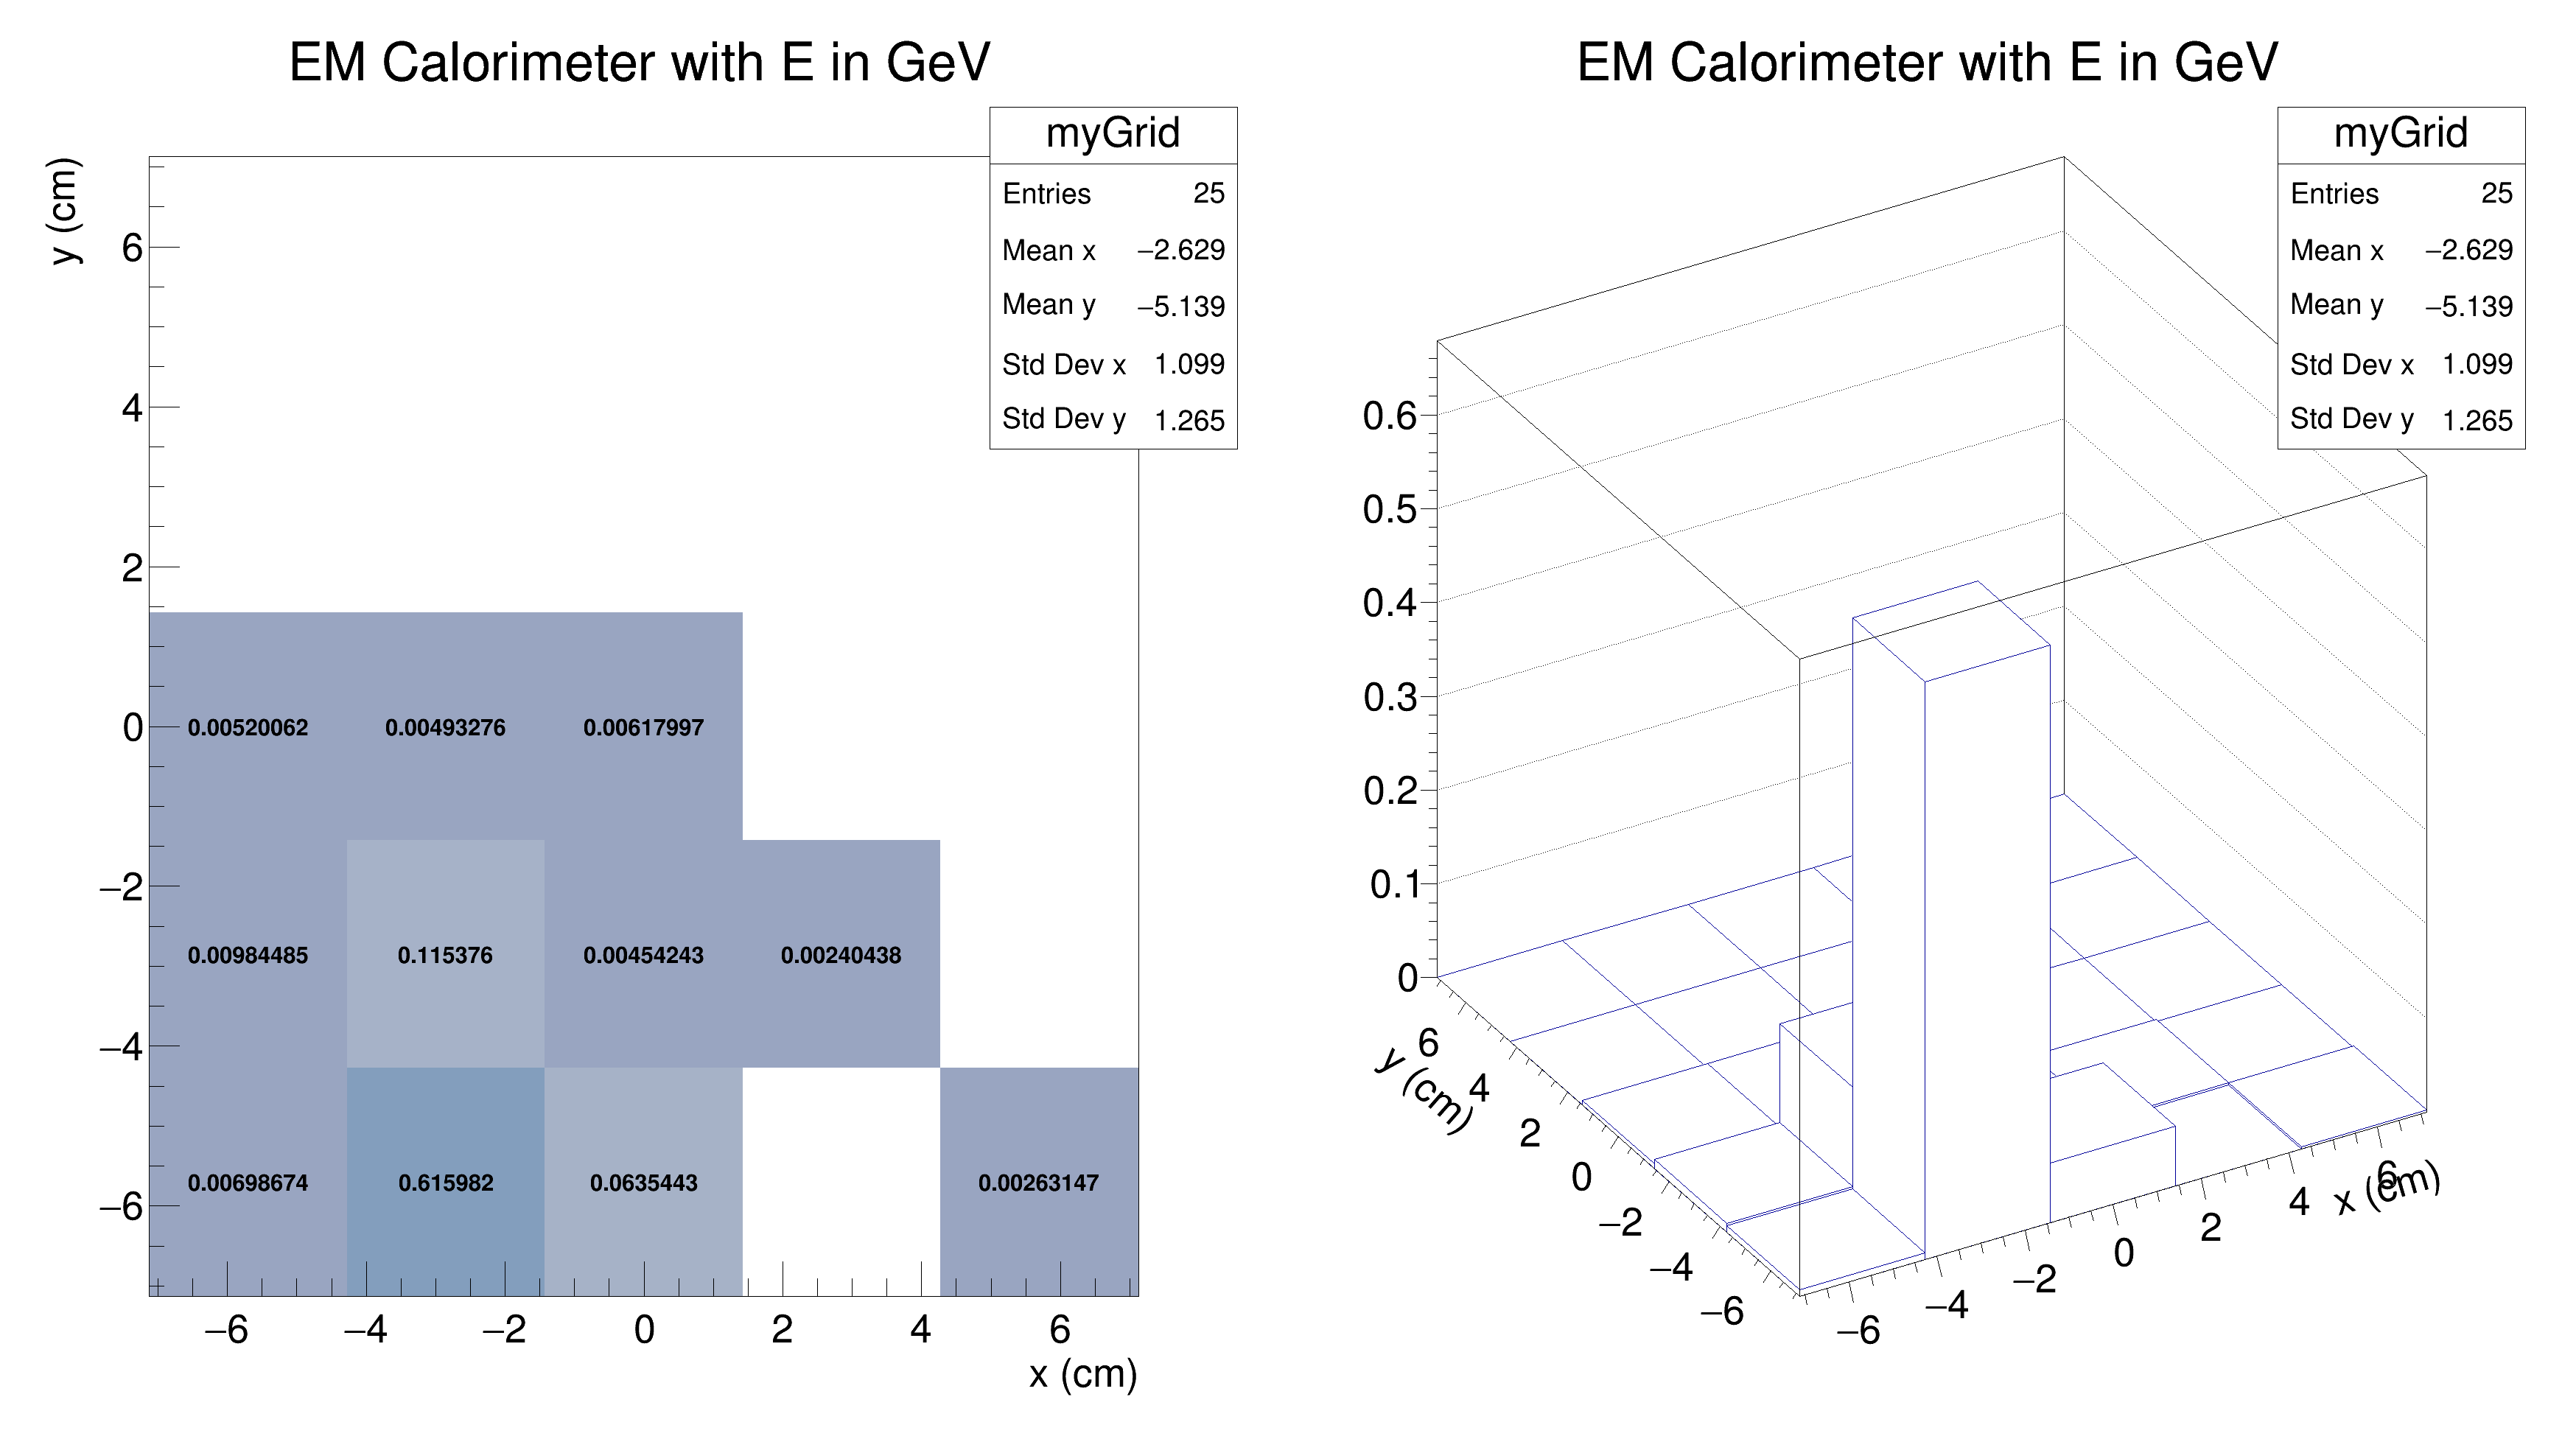 EM Calorimeter with E in GeV
myGrid
Entries 25
Mean x −2.629
Mean y −5.139
Std Dev x 1.099
Std Dev y 1.265
y (cm)
6
4
2
0
−2
−4
−6
0.00520062 0.00493276 0.00617997
0.00984485 0.115376 0.00454243 0.00240438
0.00698674 0.615982 0.0635443 0.00263147
−6 −4 −2 0 2 4 6
x (cm)
EM Calorimeter with E in GeV
myGrid
Entries 25
Mean x −2.629
Mean y −5.139
Std Dev x 1.099
Std Dev y 1.265
0.6
0.5
0.4
0.3
0.2
0.1
0
y (cm)
6
4
2
0
−2
−4
−6
−6
−4
−2
0
2
4
6
x (cm)